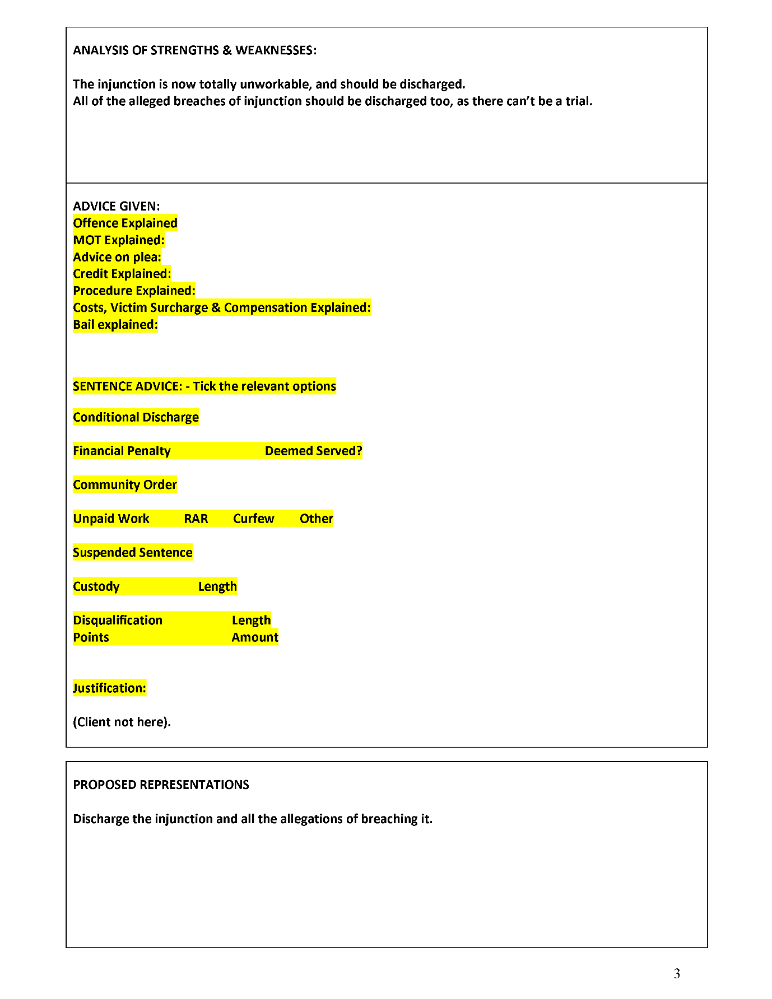 ANALYSIS OF STRENGTHS & WEAKNESSES:
The injunction is now totally unworkable, and should be discharged.
All of the alleged breaches of injunction should be discharged too, as there can’t be a trial.
ADVICE GIVEN:
Offence Explained
MOT Explained:
Advice on plea:
Credit Explained:
Procedure Explained:
Costs, Victim Surcharge & Compensation Explained:
Bail explained:
SENTENCE ADVICE: - Tick the relevant options
Conditional Discharge
Financial Penalty Deemed Served?
Community Order
Unpaid Work RAR Curfew Other
Suspended Sentence
Custody Length
Disqualification Length
Points Amount
Justification:
(Client not here).
PROPOSED REPRESENTATIONS
Discharge the injunction and all the allegations of breaching it.
3